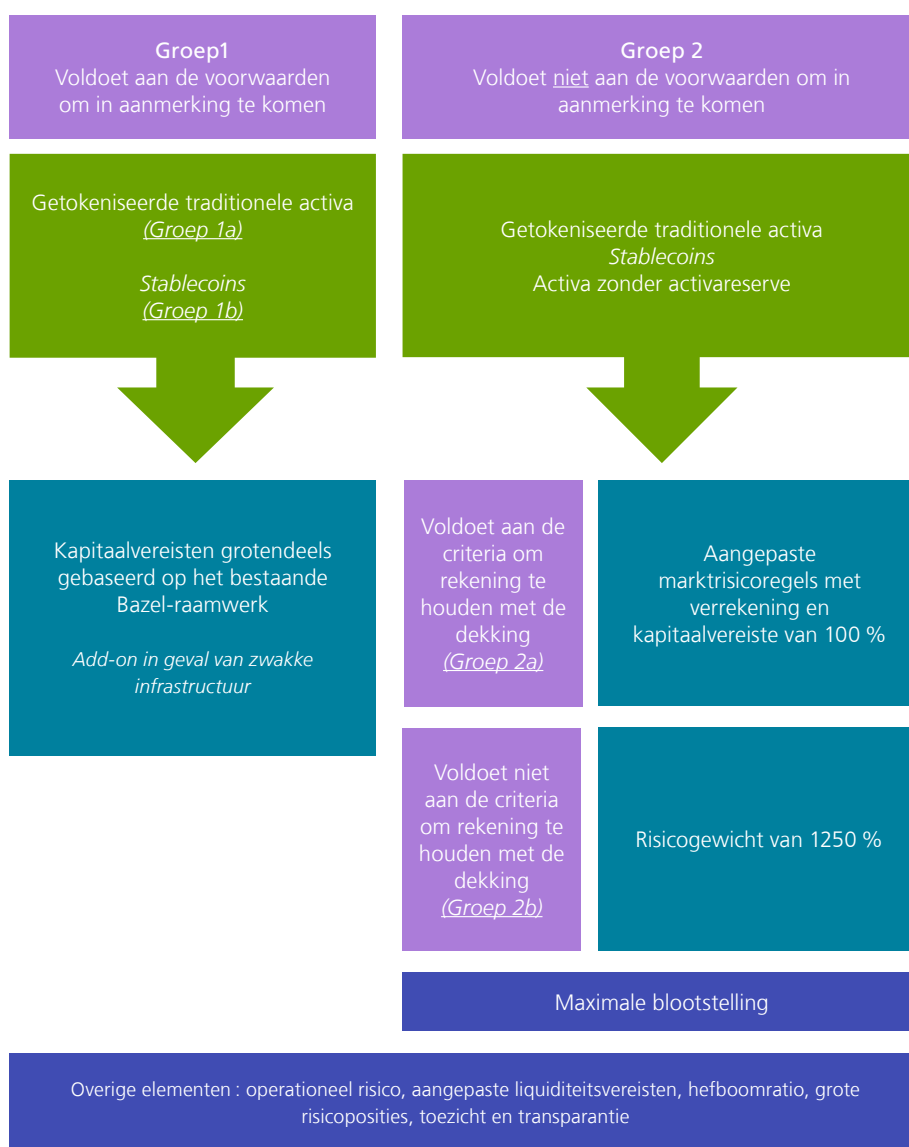 Groep1
Voldoet aan de voorwaarden
om in aanmerking te komen
Groep 2
Voldoet niet aan de voorwaarden om in
aanmerking te komen
Getokeniseerde traditionele activa
(Groep 1a)
Stablecoins
(Groep 1b)
Getokeniseerde traditionele activa
Stablecoins
Activa zonder activareserve
Kapitaalvereisten grotendeels
gebaseerd op het bestaande
Bazel-raamwerk
Add-on in geval van zwakke
infrastructuur
Voldoet aan de
criteria om
rekening te
houden met de
dekking
(Groep 2a)
Aangepaste
marktrisicoregels met
verrekening en
kapitaalvereiste van 100 %
Voldoet niet
aan de criteria
om rekening te
houden met de
dekking
(Groep 2b)
Risicogewicht van 1250 %
Maximale blootstelling
Overige elementen : operationeel risico, aangepaste liquiditeitsvereisten, hefboomratio, grote
risicoposities, toezicht en transparantie